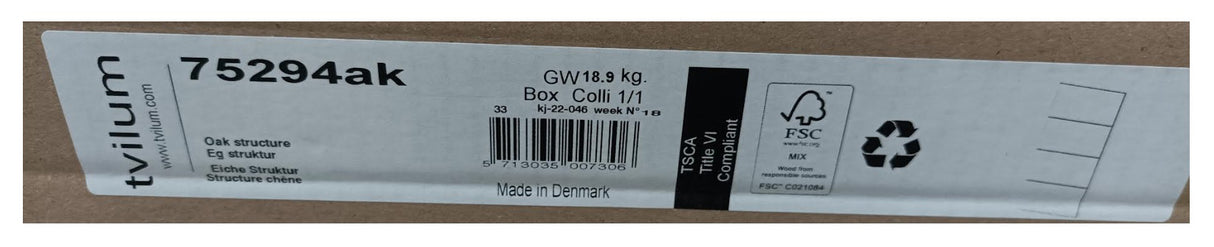 tvilum
www.tvilum.com
75294ak
Oak structure
Eg struktur
Eiche Struktur
Structure chêne
GW 18.9 kg.
Box Colli 1/1
33 kj-22-046 week N° 18
5 713035 007306
Made in Denmark
TSCA
Title VI
Compliant
FSC
www.fsc.org
MIX
Wood from
responsible sources
FSC™ C021084